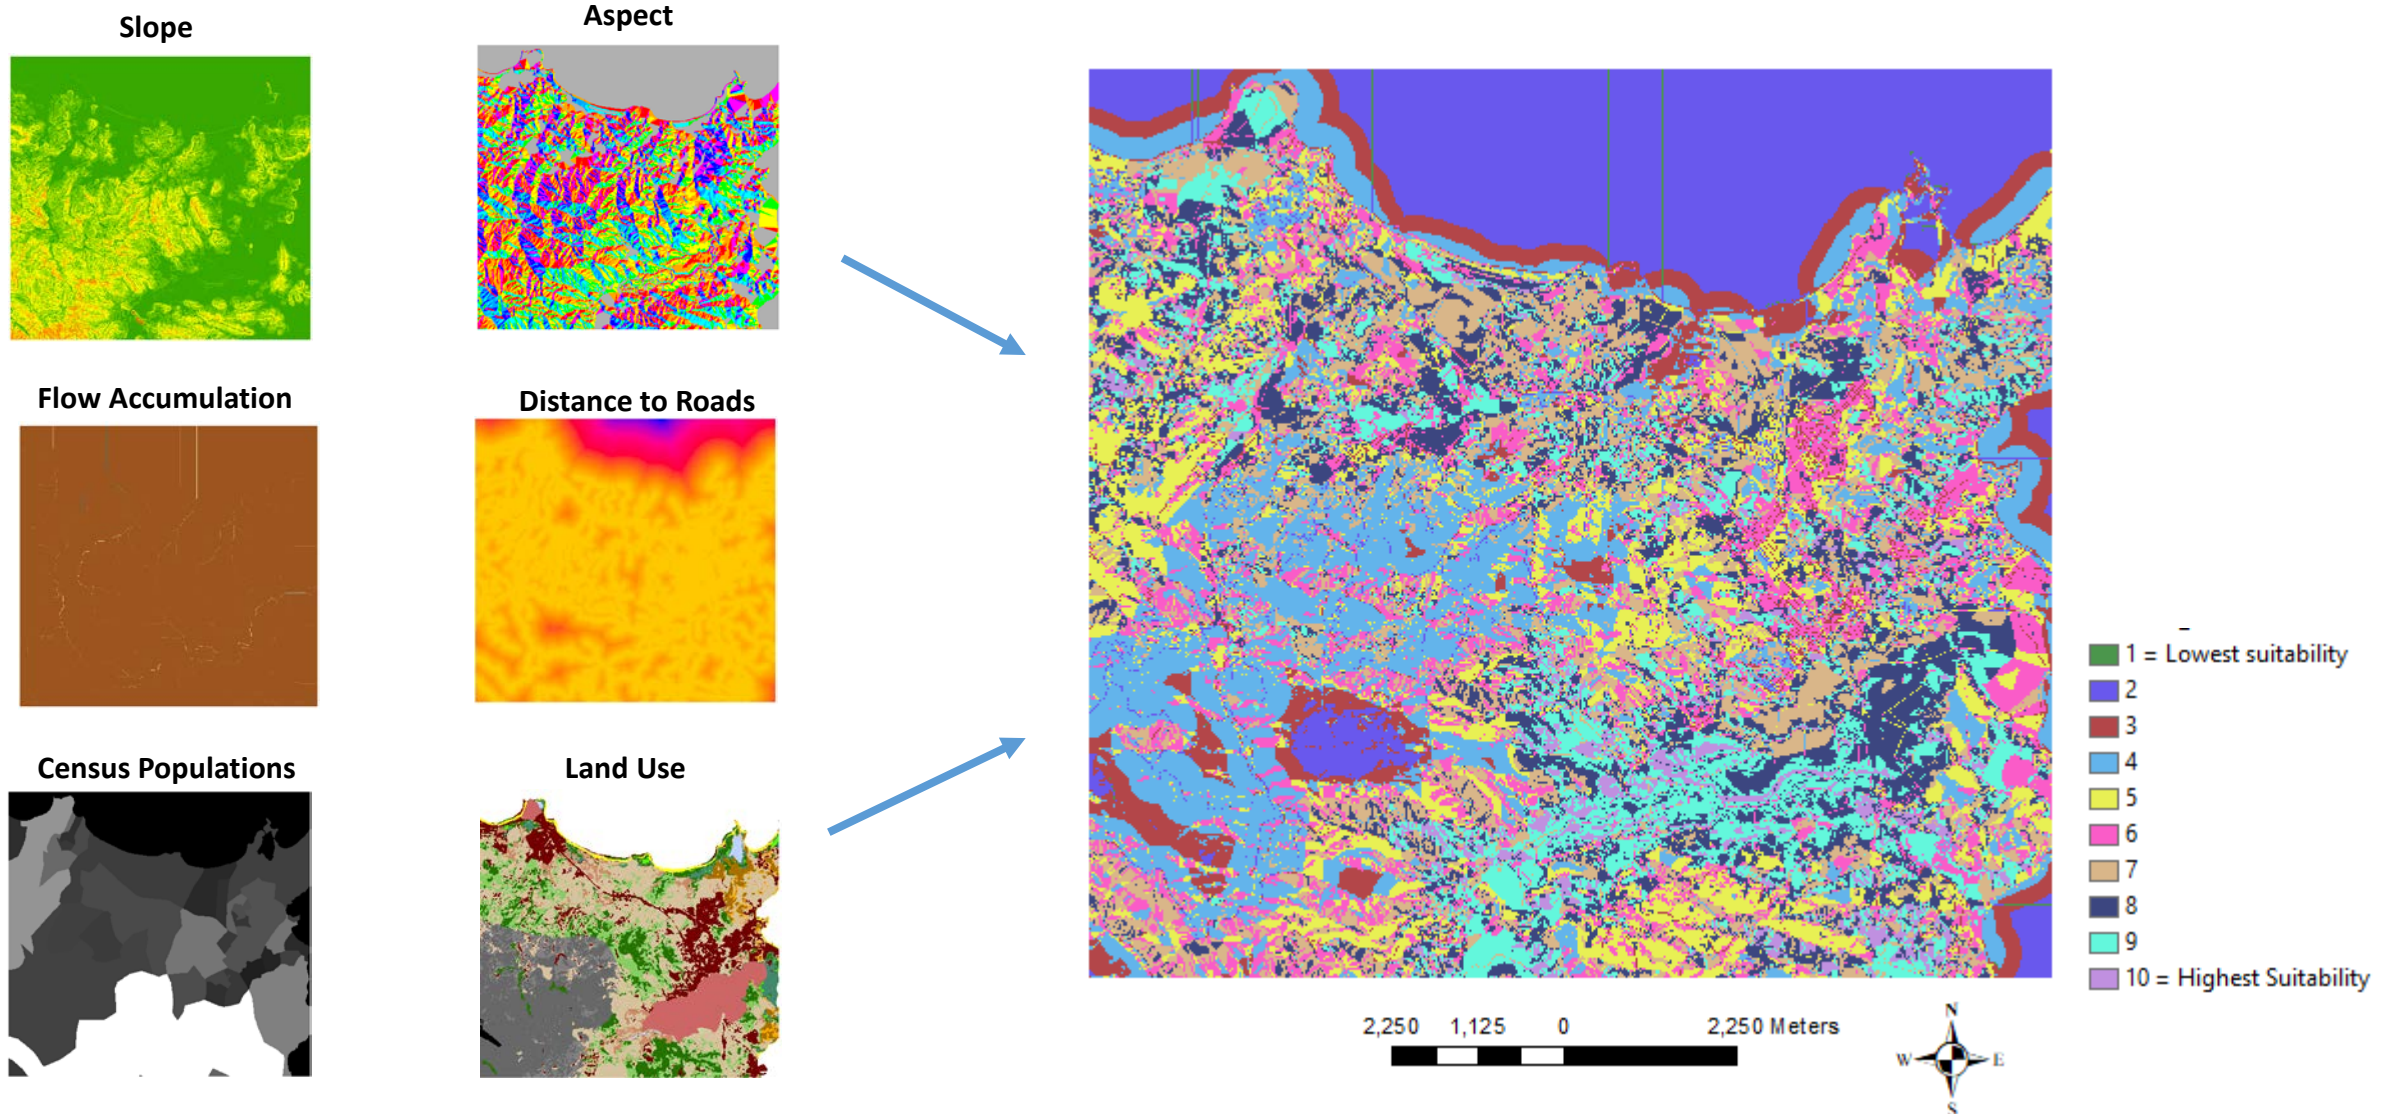 Slope
Aspect
Flow Accumulation
Distance to Roads
Census Populations
Land Use
1 = Lowest suitability
2
3
4
5
6
7
8
9
10 = Highest Suitability
2,250 1,125 0 2,250 Meters
N
W E
S